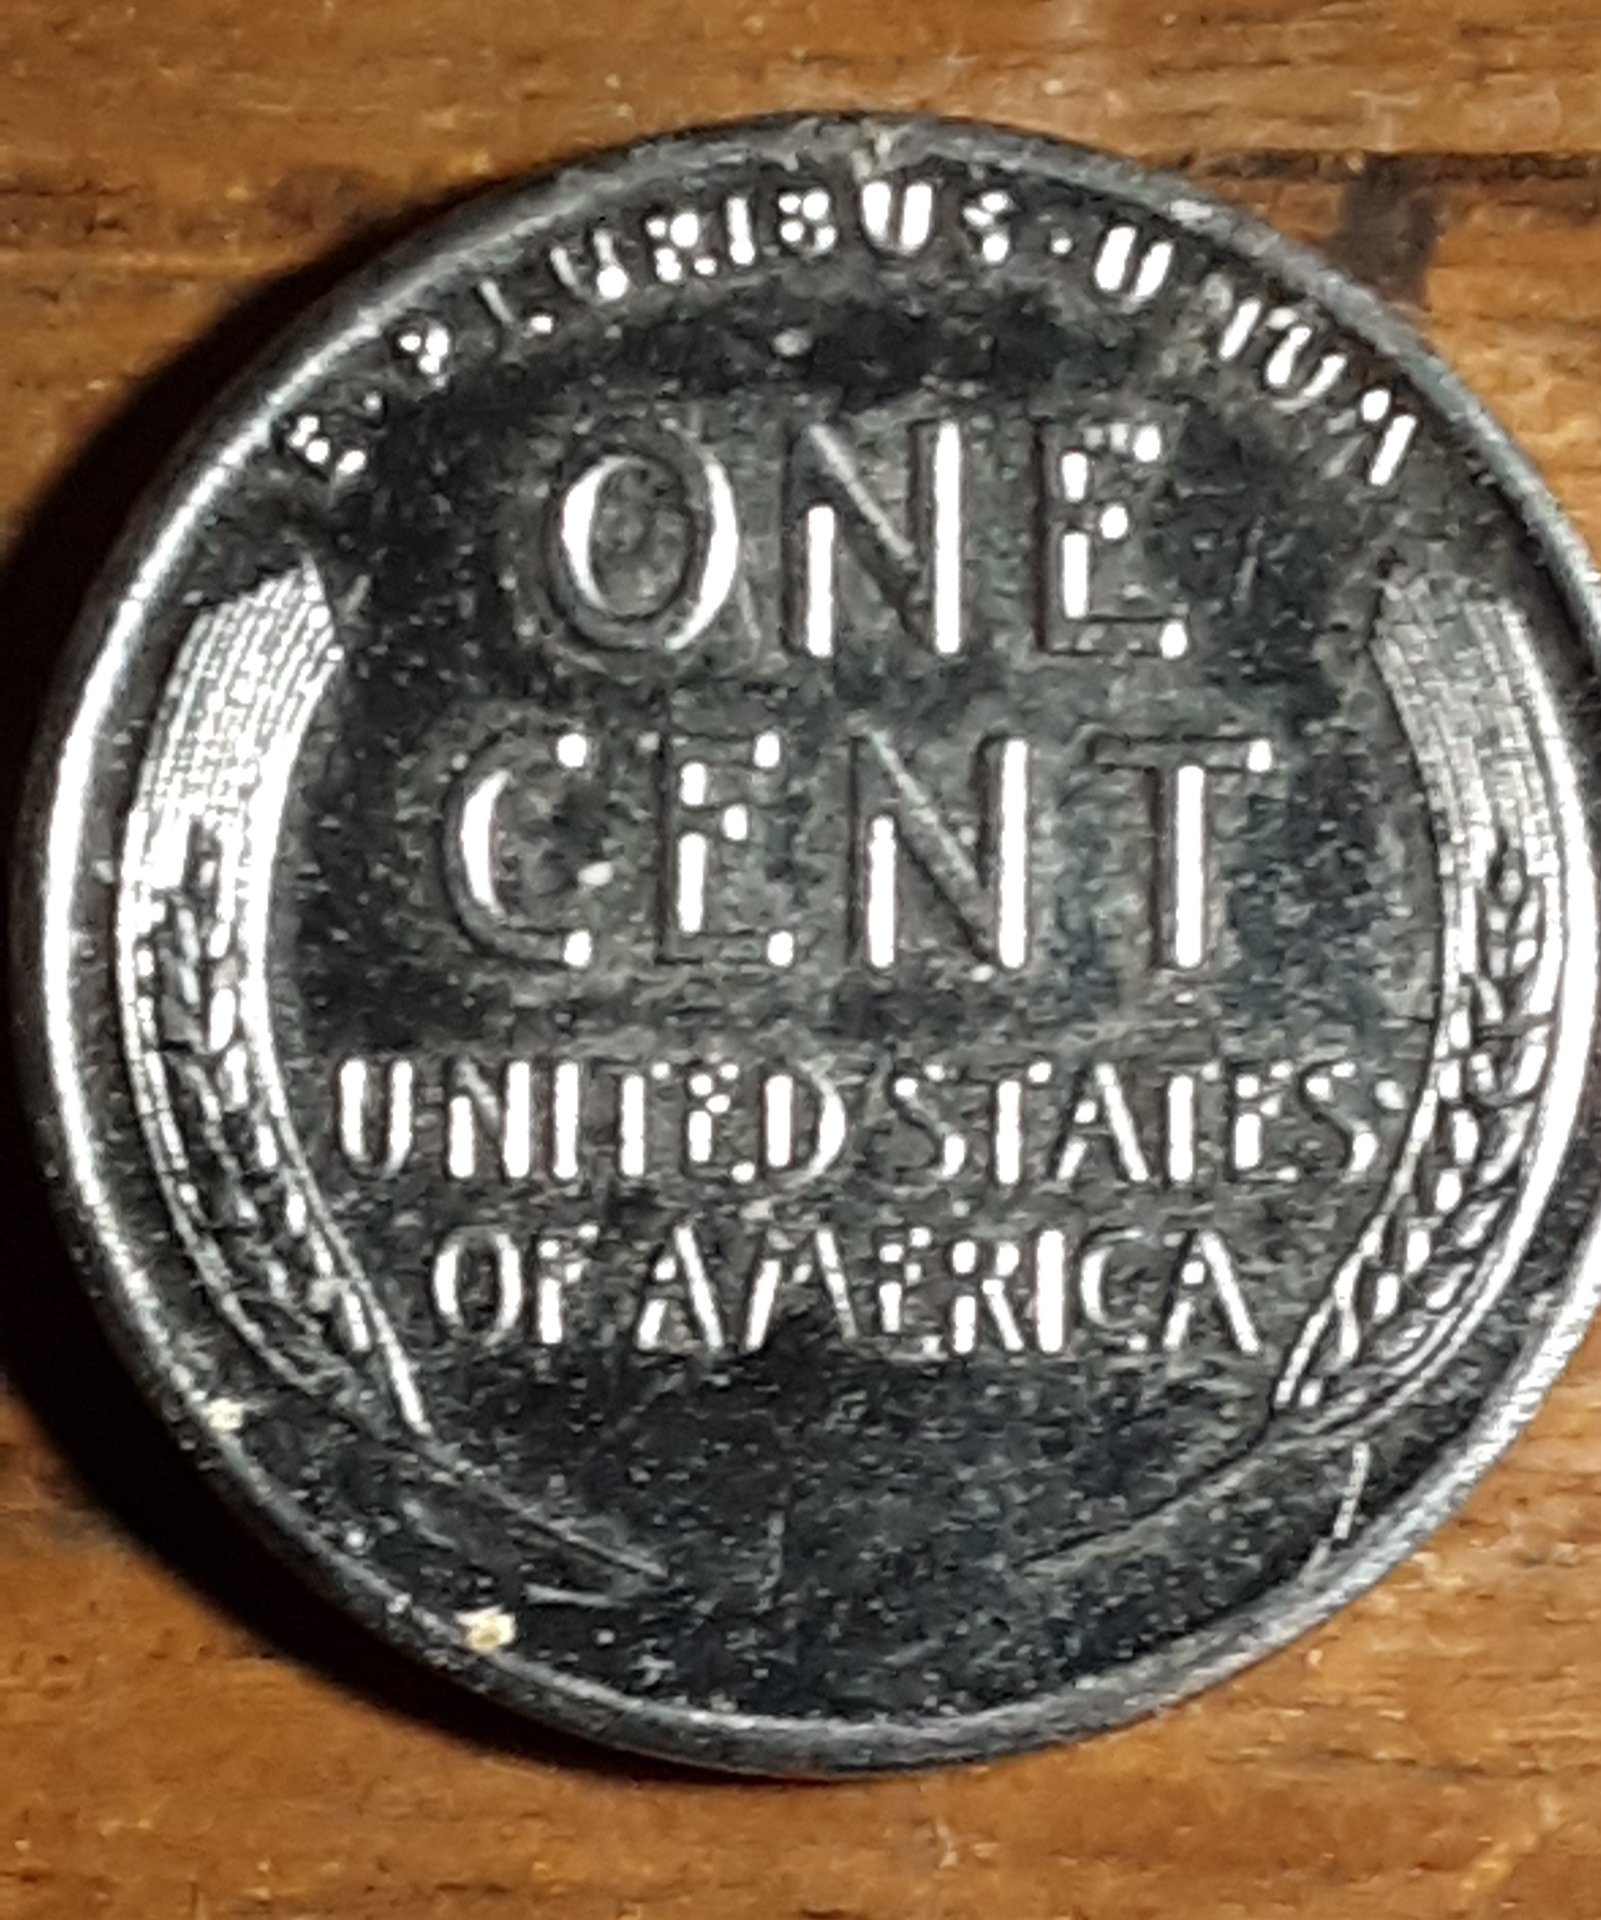 E·PLURIBUS·UNUM
ONE
CENT
UNITED STATES
OF AMERICA